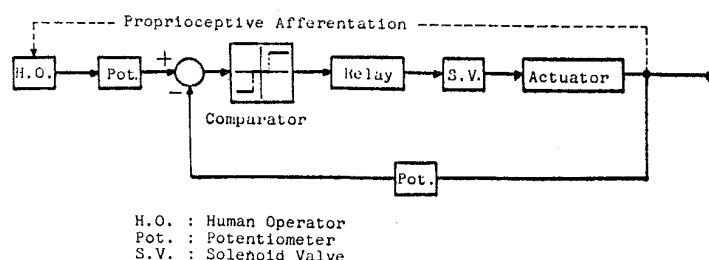 Proprioceptive Afferentation
H.O.
Pot.
+
−
Comparator
Relay
S.V.
Actuator
Pot.
H.O. : Human Operator
Pot. : Potentiometer
S.V. : Solenoid Valve